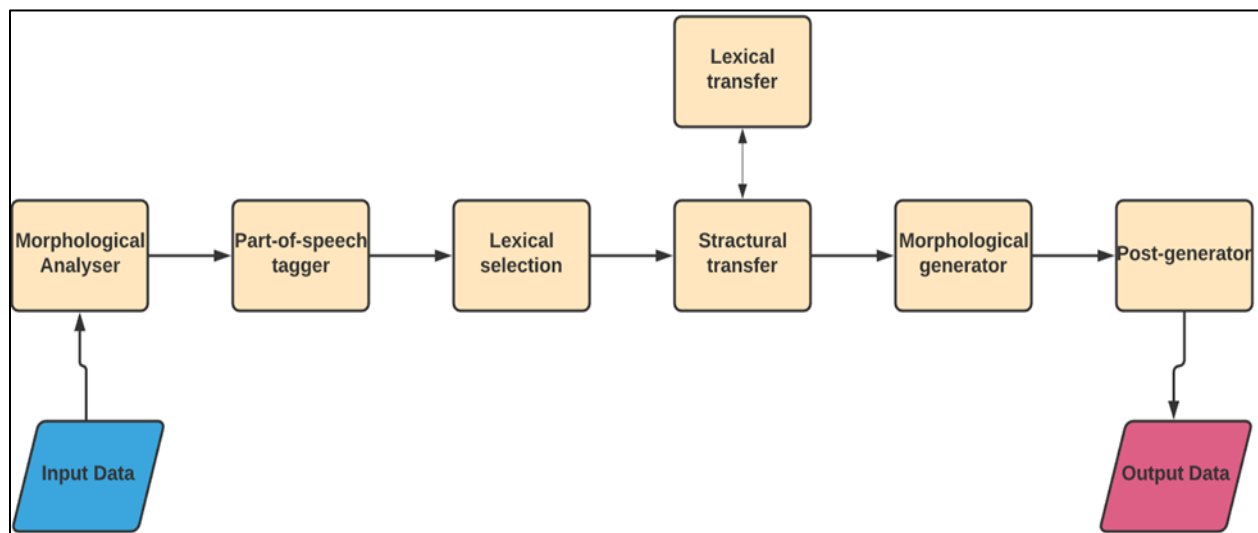 Lexical
transfer
Morphological
Analyser
Part-of-speech
tagger
Lexical
selection
Stractural
transfer
Morphological
generator
Post-generator
Input Data
Output Data